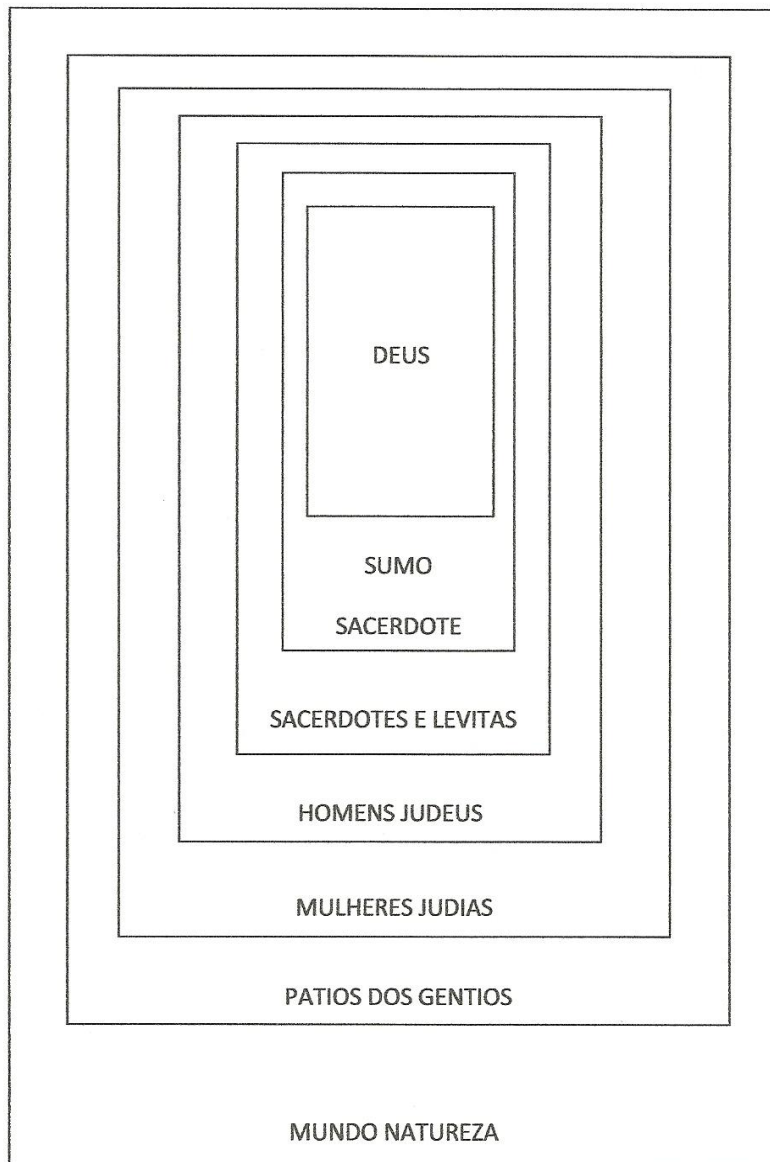 DEUS
SUMO
SACERDOTE
SACERDOTES E LEVITAS
HOMENS JUDEUS
MULHERES JUDIAS
PATIOS DOS GENTIOS
MUNDO NATUREZA